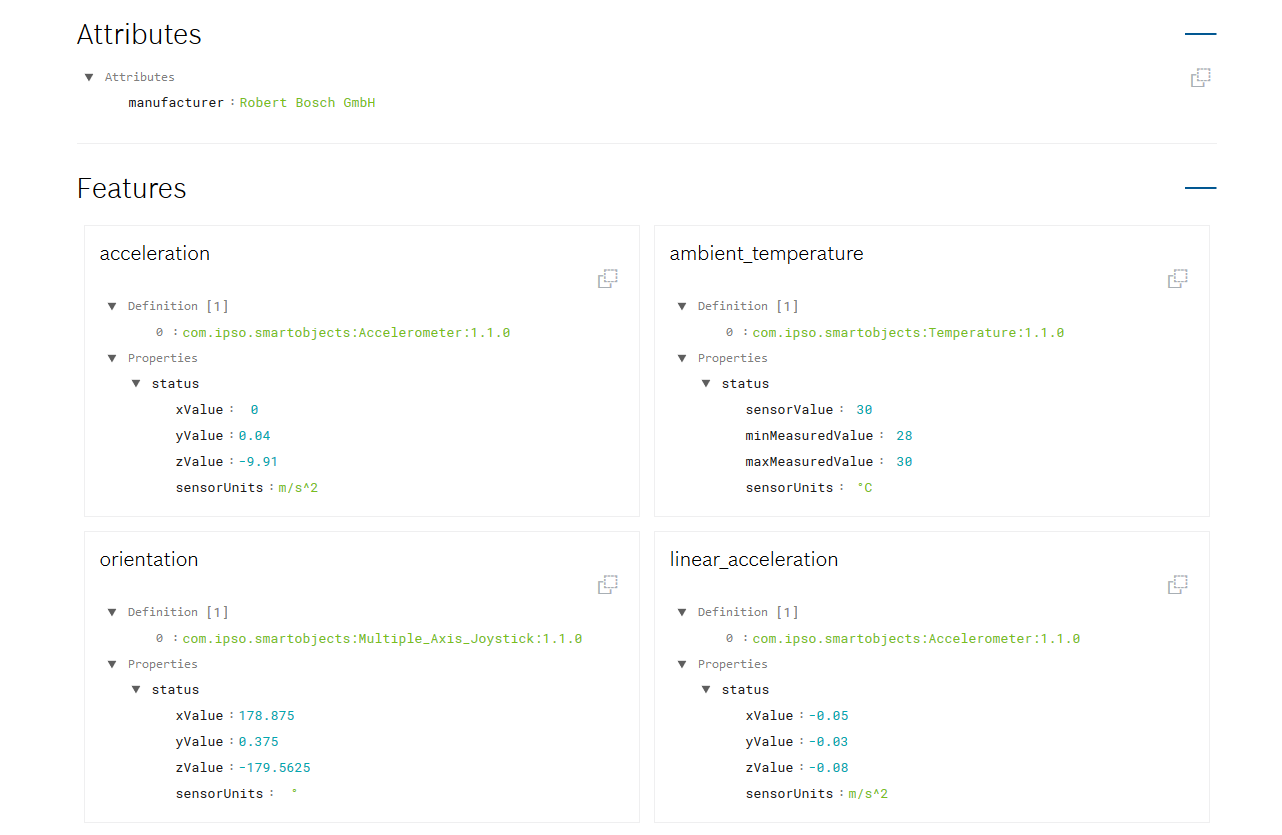 Attributes
Attributes
manufacturer : Robert Bosch GmbH
Features
acceleration
Definition [1]
0 : com.ipso.smartobjects:Accelerometer:1.1.0
Properties
status
xValue : 0
yValue : 0.04
zValue : -9.91
sensorUnits : m/s^2
ambient_temperature
Definition [1]
0 : com.ipso.smartobjects:Temperature:1.1.0
Properties
status
sensorValue : 30
minMeasuredValue : 28
maxMeasuredValue : 30
sensorUnits : °C
orientation
Definition [1]
0 : com.ipso.smartobjects:Multiple_Axis_Joystick:1.1.0
Properties
status
xValue : 178.875
yValue : 0.375
zValue : -179.5625
sensorUnits : °
linear_acceleration
Definition [1]
0 : com.ipso.smartobjects:Accelerometer:1.1.0
Properties
status
xValue : -0.05
yValue : -0.03
zValue : -0.08
sensorUnits : m/s^2